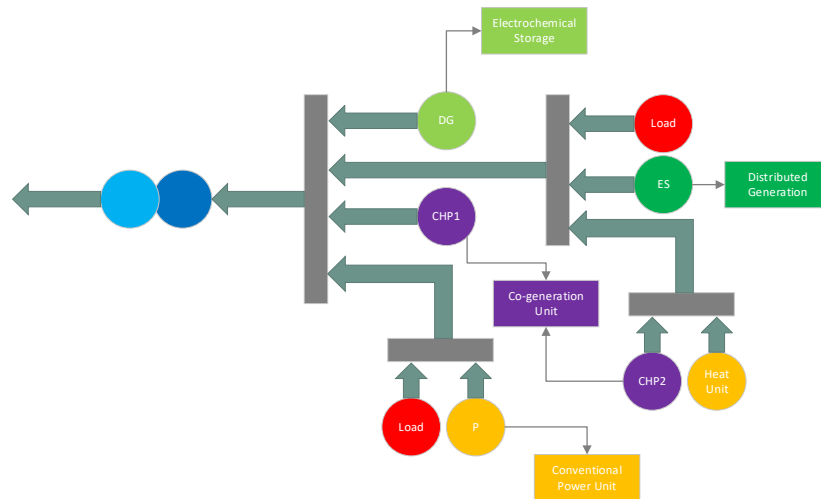 Electrochemical
Storage
DG
Load
ES
Distributed
Generation
CHP1
Co-generation
Unit
CHP2
Heat
Unit
Load
P
Conventional
Power Unit